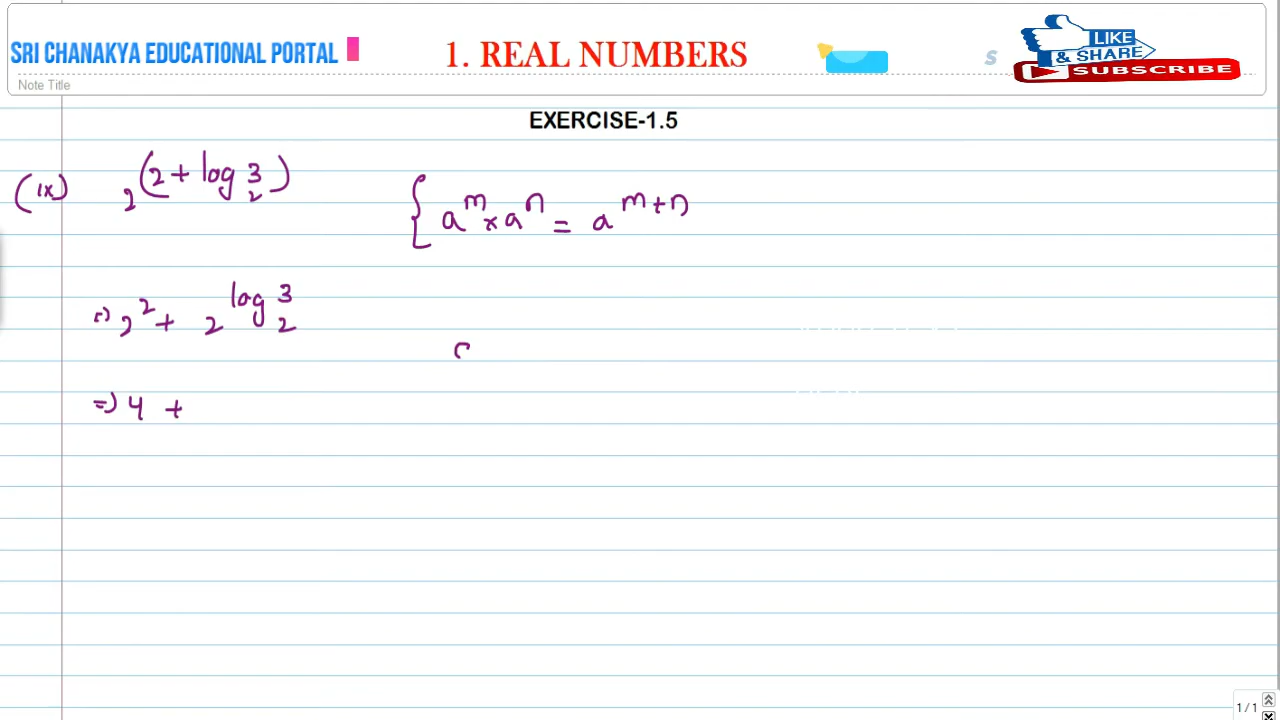 SRI CHANAKYA EDUCATIONAL PORTAL
1. REAL NUMBERS
S
LIKE
& SHARE
SUBSCRIBE
Note Title
EXERCISE-1.5
(ix) 2^(2 + log₂ 3)
{ a^m × a^n = a^(m+n)
⇒ 2² + 2^(log₂ 3)
⇒ 4 +
1 / 1